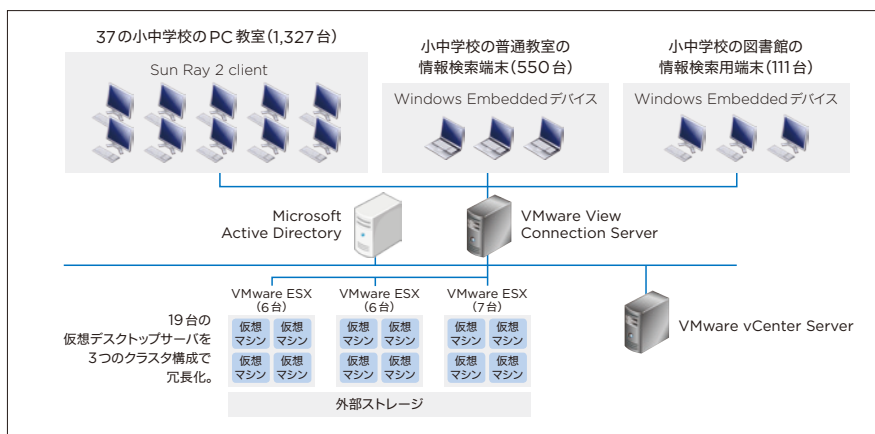 37の小中学校のPC教室(1,327台)
Sun Ray 2 client
小中学校の普通教室の
情報検索端末(550台)
Windows Embeddedデバイス
小中学校の図書館の
情報検索用端末(111台)
Windows Embeddedデバイス
Microsoft
Active Directory
VMware View
Connection Server
VMware ESX
(6台)
VMware ESX
(6台)
VMware ESX
(7台)
19台の
仮想デスクトップサーバを
3つのクラスタ構成で
冗長化。
仮想
マシン
仮想
マシン
仮想
マシン
仮想
マシン
仮想
マシン
仮想
マシン
仮想
マシン
仮想
マシン
仮想
マシン
仮想
マシン
仮想
マシン
仮想
マシン
外部ストレージ
VMware vCenter Server